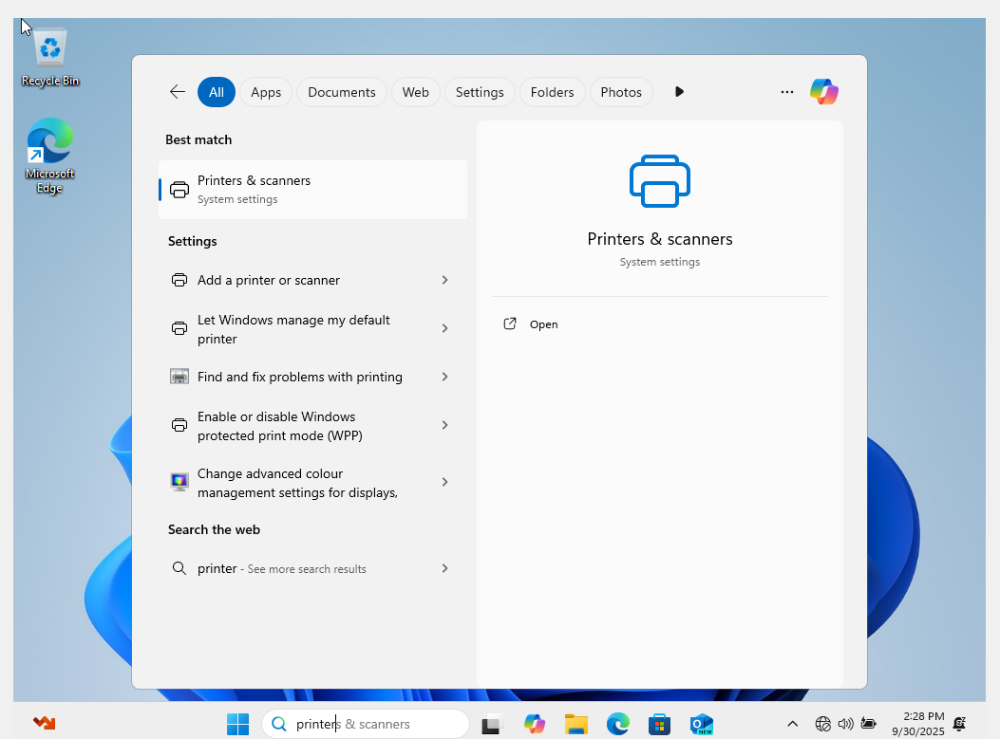 Recycle Bin
Microsoft
Edge
All
Apps
Documents
Web
Settings
Folders
Photos
Best match
Printers & scanners
System settings
Settings
Add a printer or scanner
Let Windows manage my default
printer
Find and fix problems with printing
Enable or disable Windows
protected print mode (WPP)
Change advanced colour
management settings for displays,
Search the web
printer - See more search results
Printers & scanners
System settings
Open
printers & scanners
NEW
2:28 PM
9/30/2025